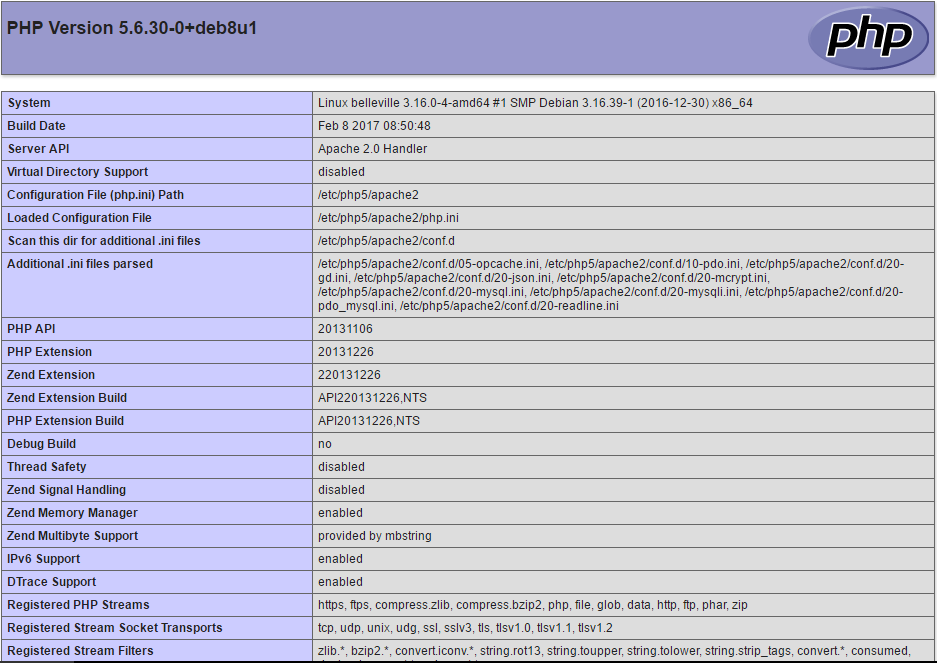 PHP Version 5.6.30-0+deb8u1
php
System Linux belleville 3.16.0-4-amd64 #1 SMP Debian 3.16.39-1 (2016-12-30) x86_64
Build Date Feb 8 2017 08:50:48
Server API Apache 2.0 Handler
Virtual Directory Support disabled
Configuration File (php.ini) Path /etc/php5/apache2
Loaded Configuration File /etc/php5/apache2/php.ini
Scan this dir for additional .ini files /etc/php5/apache2/conf.d
Additional .ini files parsed /etc/php5/apache2/conf.d/05-opcache.ini, /etc/php5/apache2/conf.d/10-pdo.ini, /etc/php5/apache2/conf.d/20-
gd.ini, /etc/php5/apache2/conf.d/20-json.ini, /etc/php5/apache2/conf.d/20-mcrypt.ini,
/etc/php5/apache2/conf.d/20-mysql.ini, /etc/php5/apache2/conf.d/20-mysqli.ini, /etc/php5/apache2/conf.d/20-
pdo_mysql.ini, /etc/php5/apache2/conf.d/20-readline.ini
PHP API 20131106
PHP Extension 20131226
Zend Extension 220131226
Zend Extension Build API220131226,NTS
PHP Extension Build API20131226,NTS
Debug Build no
Thread Safety disabled
Zend Signal Handling disabled
Zend Memory Manager enabled
Zend Multibyte Support provided by mbstring
IPv6 Support enabled
DTrace Support enabled
Registered PHP Streams https, ftps, compress.zlib, compress.bzip2, php, file, glob, data, http, ftp, phar, zip
Registered Stream Socket Transports tcp, udp, unix, udg, ssl, sslv3, tls, tlsv1.0, tlsv1.1, tlsv1.2
Registered Stream Filters zlib.*, bzip2.*, convert.iconv.*, string.rot13, string.toupper, string.tolower, string.strip_tags, convert.*, consumed,